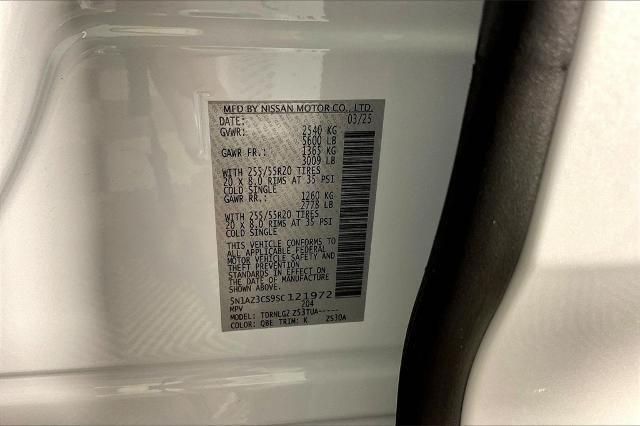 MFD BY NISSAN MOTOR CO., LTD.
DATE: 03/25
GVWR: 2540 KG
5600 LB
GAWR FR.: 1365 KG
3009 LB
WITH 255/55R20 TIRES
20 X 8.0 RIMS AT 35 PSI
COLD SINGLE
GAWR RR.: 1260 KG
2778 LB
WITH 255/55R20 TIRES
20 X 8.0 RIMS AT 35 PSI
COLD SINGLE
THIS VEHICLE CONFORMS TO
ALL APPLICABLE FEDERAL
MOTOR VEHICLE SAFETY AND
THEFT PREVENTION
STANDARDS IN EFFECT ON
THE DATE OF MANUFACTURE
SHOWN ABOVE.
5N1AZ3CS9SC121972
MPV 204
MODEL: TDRNLG2 Z53TUA-----
COLOR: QBE TRIM: K ZS30A